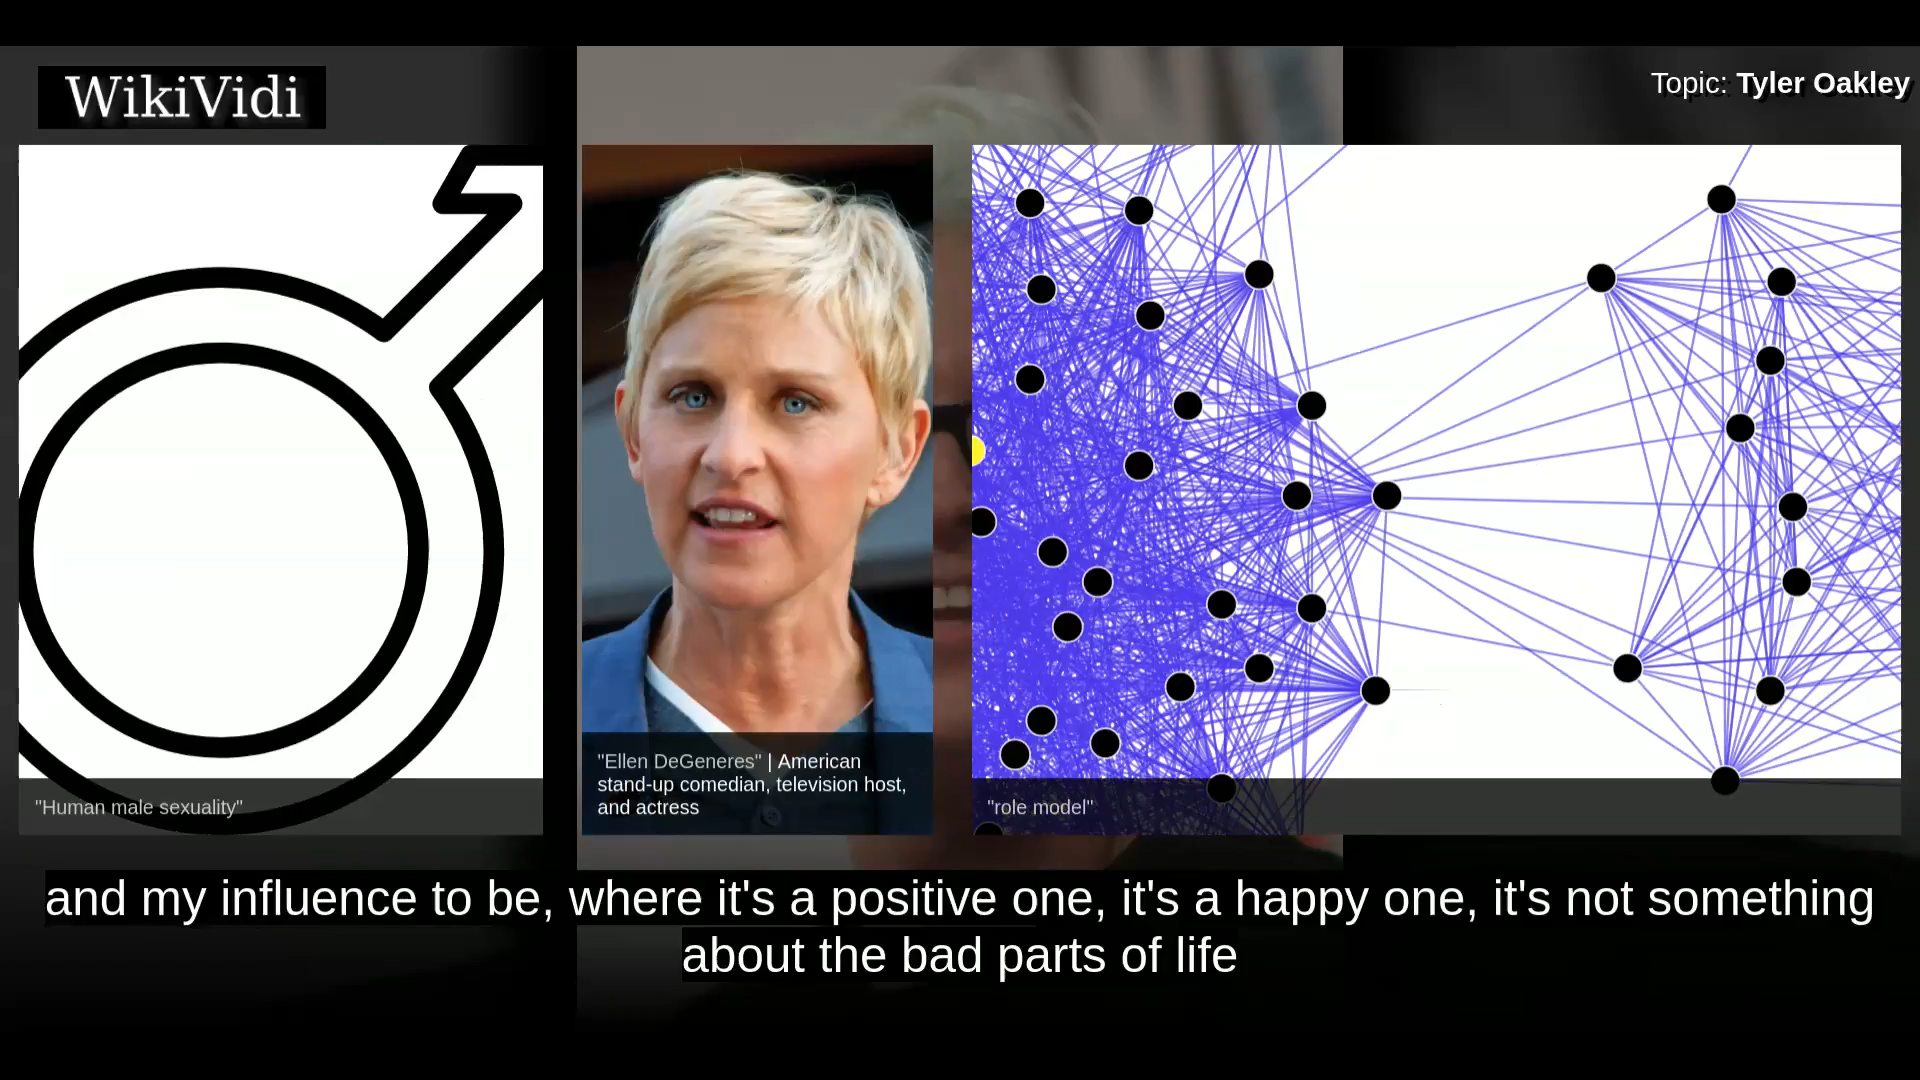 WikiVidi
Topic: Tyler Oakley
"Human male sexuality"
"Ellen DeGeneres" | American
stand-up comedian, television host,
and actress
"role model"
and my influence to be, where it's a positive one, it's a happy one, it's not something
about the bad parts of life